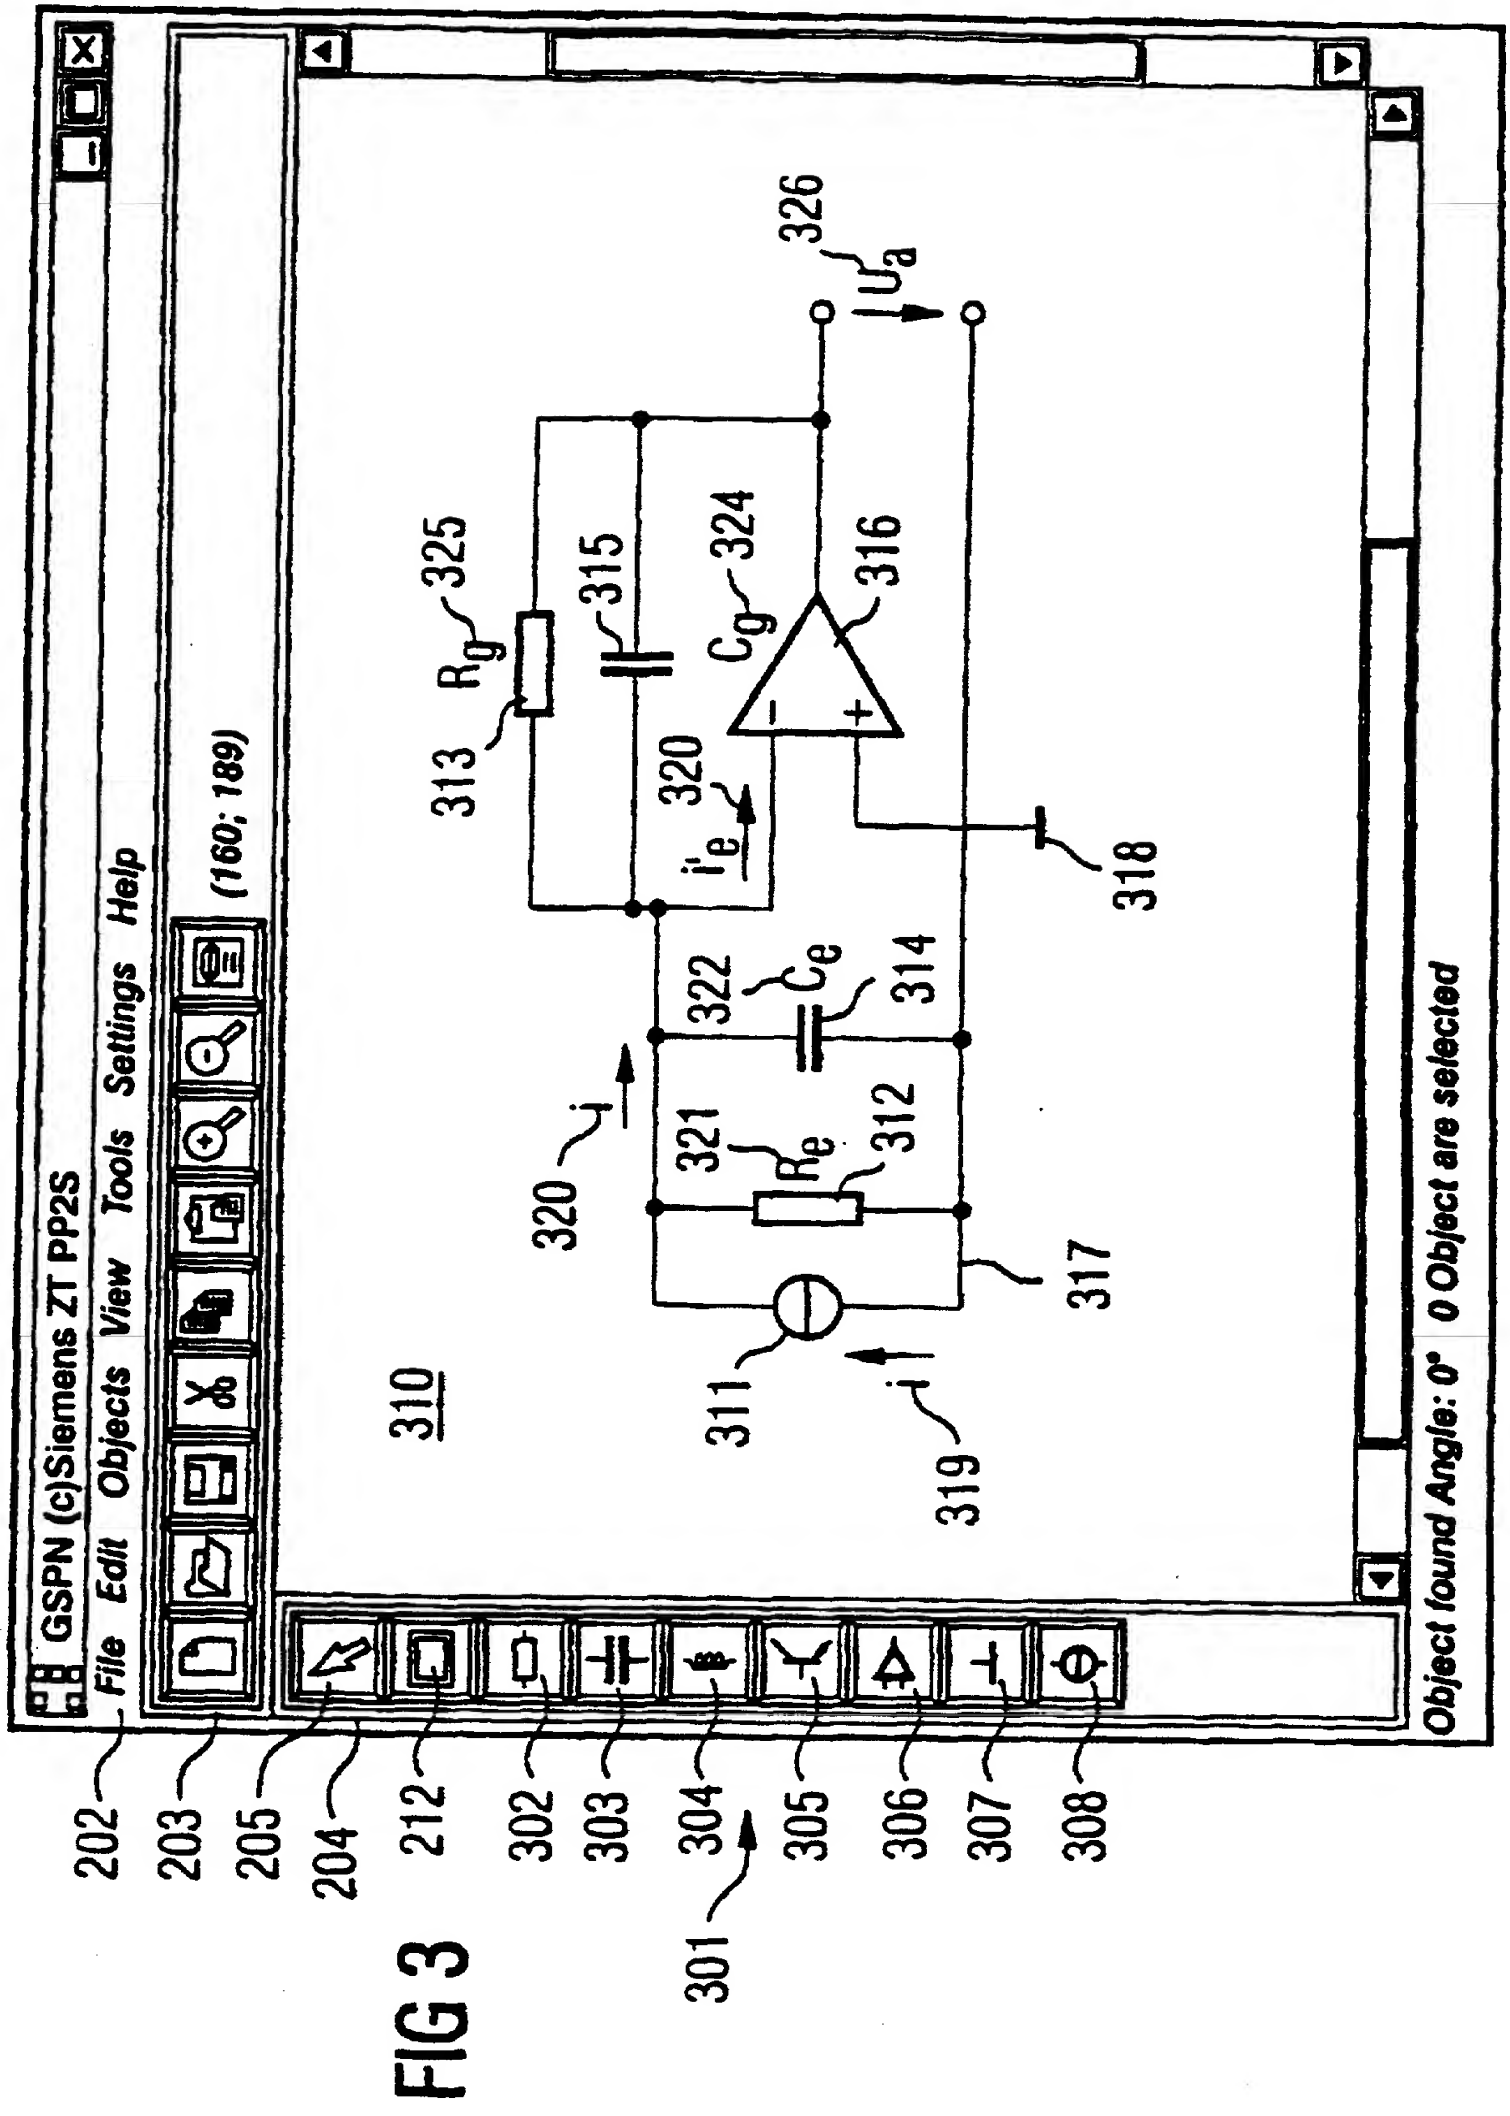 GSPN (c)Siemens ZT PP2S
File Edit Objects View Tools Settings Help
(160; 189)
202
203
205
204
212
302
303
304
305
306
307
308
301
FIG 3
310
313
Rg
325
315
320
i
i'e
320
Cg
324
321
Re
312
322
Ce
314
316
Ua
326
-
+
311
i
319
317
318
Object found Angle: 0° 0 Object are selected